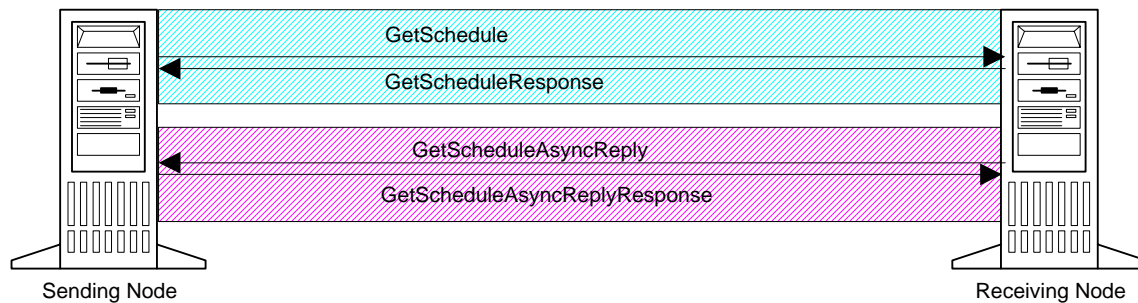 GetSchedule
GetScheduleResponse
GetScheduleAsyncReply
GetScheduleAsyncReplyResponse
Sending Node
Receiving Node